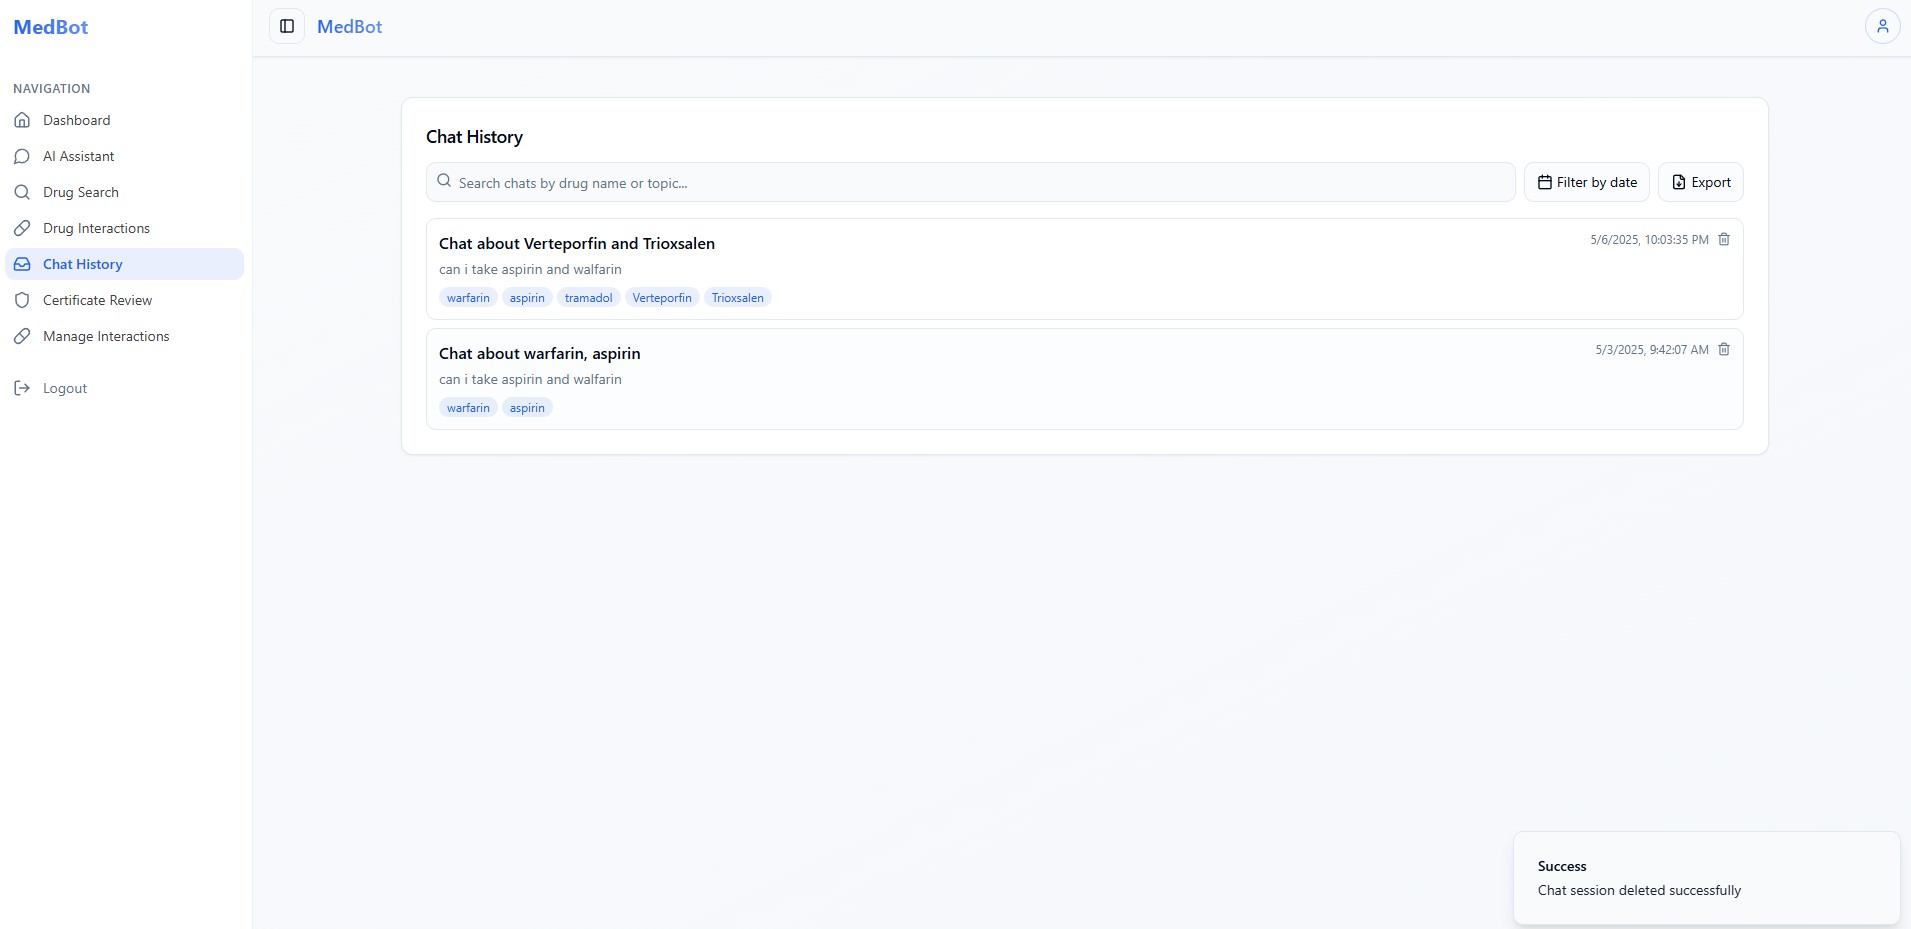 MedBot
NAVIGATION
Dashboard
AI Assistant
Drug Search
Drug Interactions
Chat History
Certificate Review
Manage Interactions
Logout
MedBot
Chat History
Search chats by drug name or topic...
Filter by date
Export
Chat about Verteporfin and Trioxsalen
5/6/2025, 10:03:35 PM
can i take aspirin and walfarin
warfarin aspirin tramadol Verteporfin Trioxsalen
Chat about warfarin, aspirin
5/3/2025, 9:42:07 AM
can i take aspirin and walfarin
warfarin aspirin
Success
Chat session deleted successfully